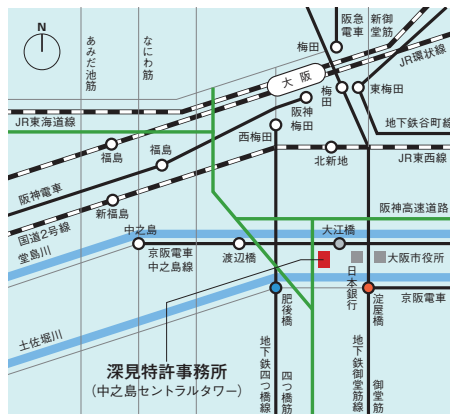 N
あみだ池筋
なにわ筋
阪急電車
新御堂筋
梅田
JR環状線
大阪
梅田
東梅田
阪神梅田
地下鉄谷町線
JR東海道線
西梅田
福島
福島
北新地
JR東西線
阪神電車
新福島
阪神高速道路
国道2号線
堂島川
中之島
大江橋
京阪電車
中之島線
渡辺橋
日本銀行
大阪市役所
京阪電車
肥後橋
淀屋橋
土佐堀川
深見特許事務所
(中之島セントラルタワー)
地下鉄四つ橋線
四つ橋筋
地下鉄御堂筋線
御堂筋